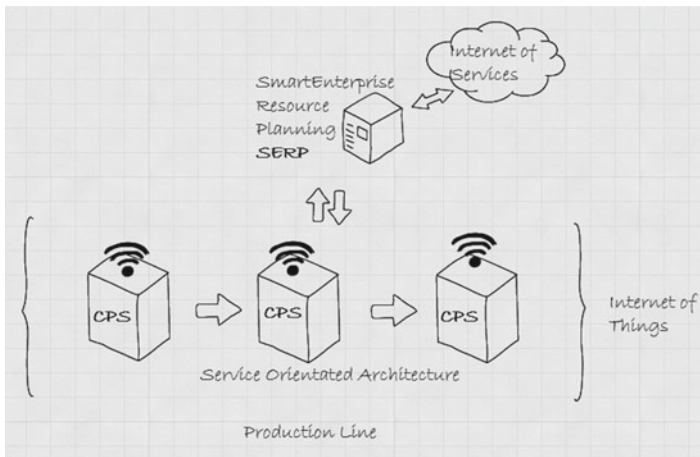 Internet of
Services
SmartEnterprise
Resource
Planning
SERP
CPS
CPS
CPS
Internet of
Things
Service Orientated Architecture
Production Line